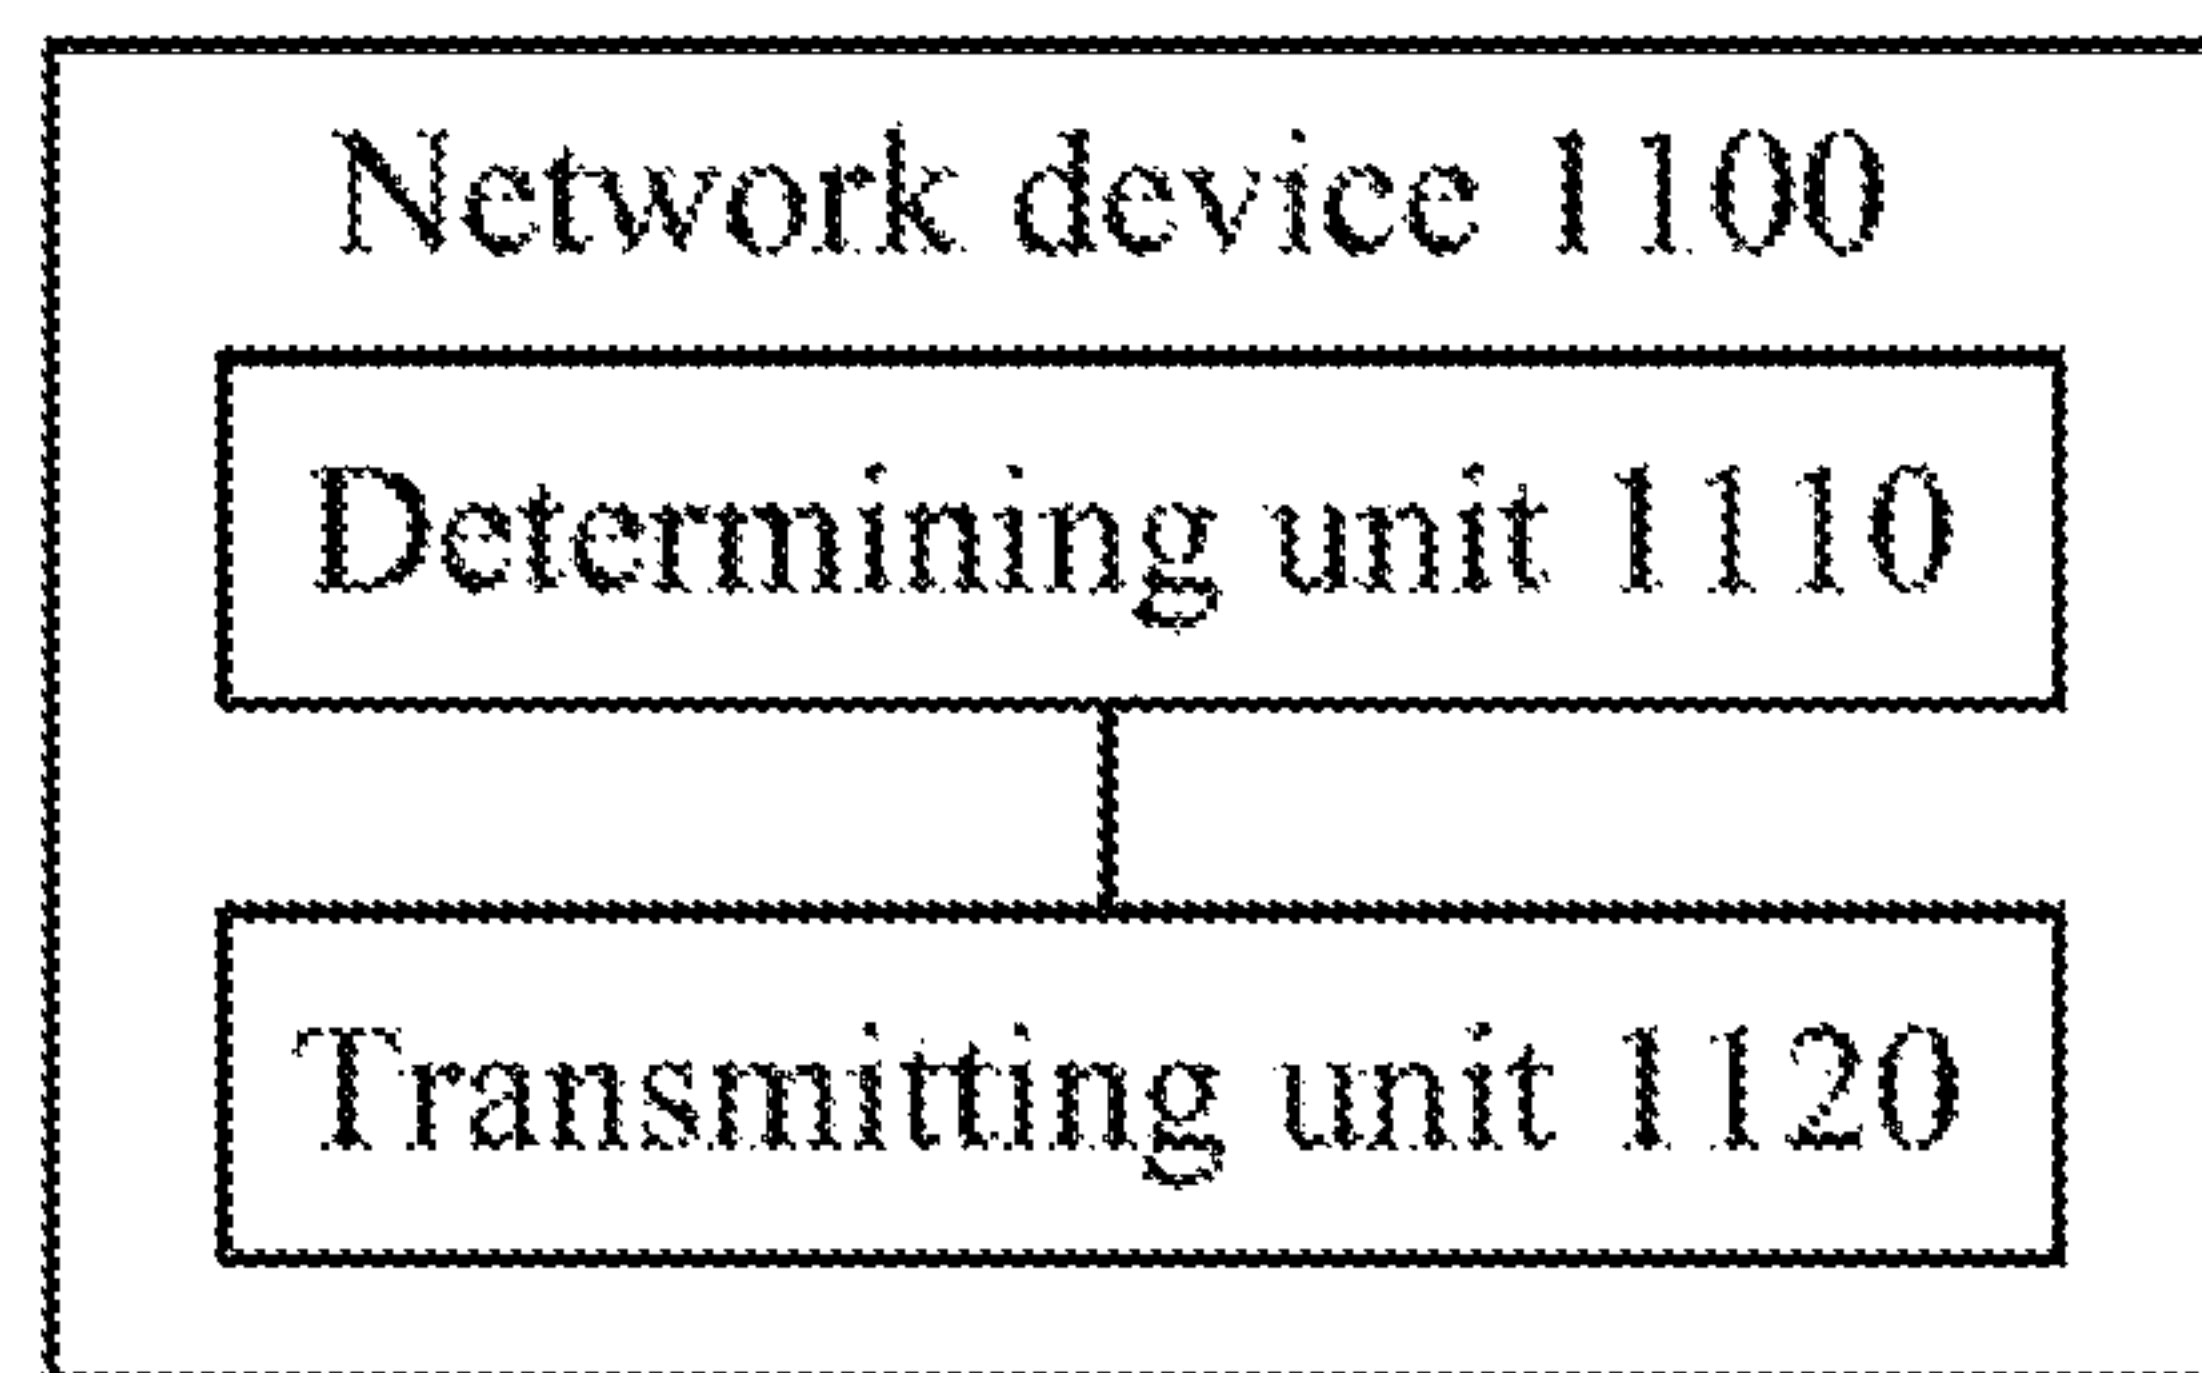 Network device 1100
Determining unit 1110
Transmitting unit 1120